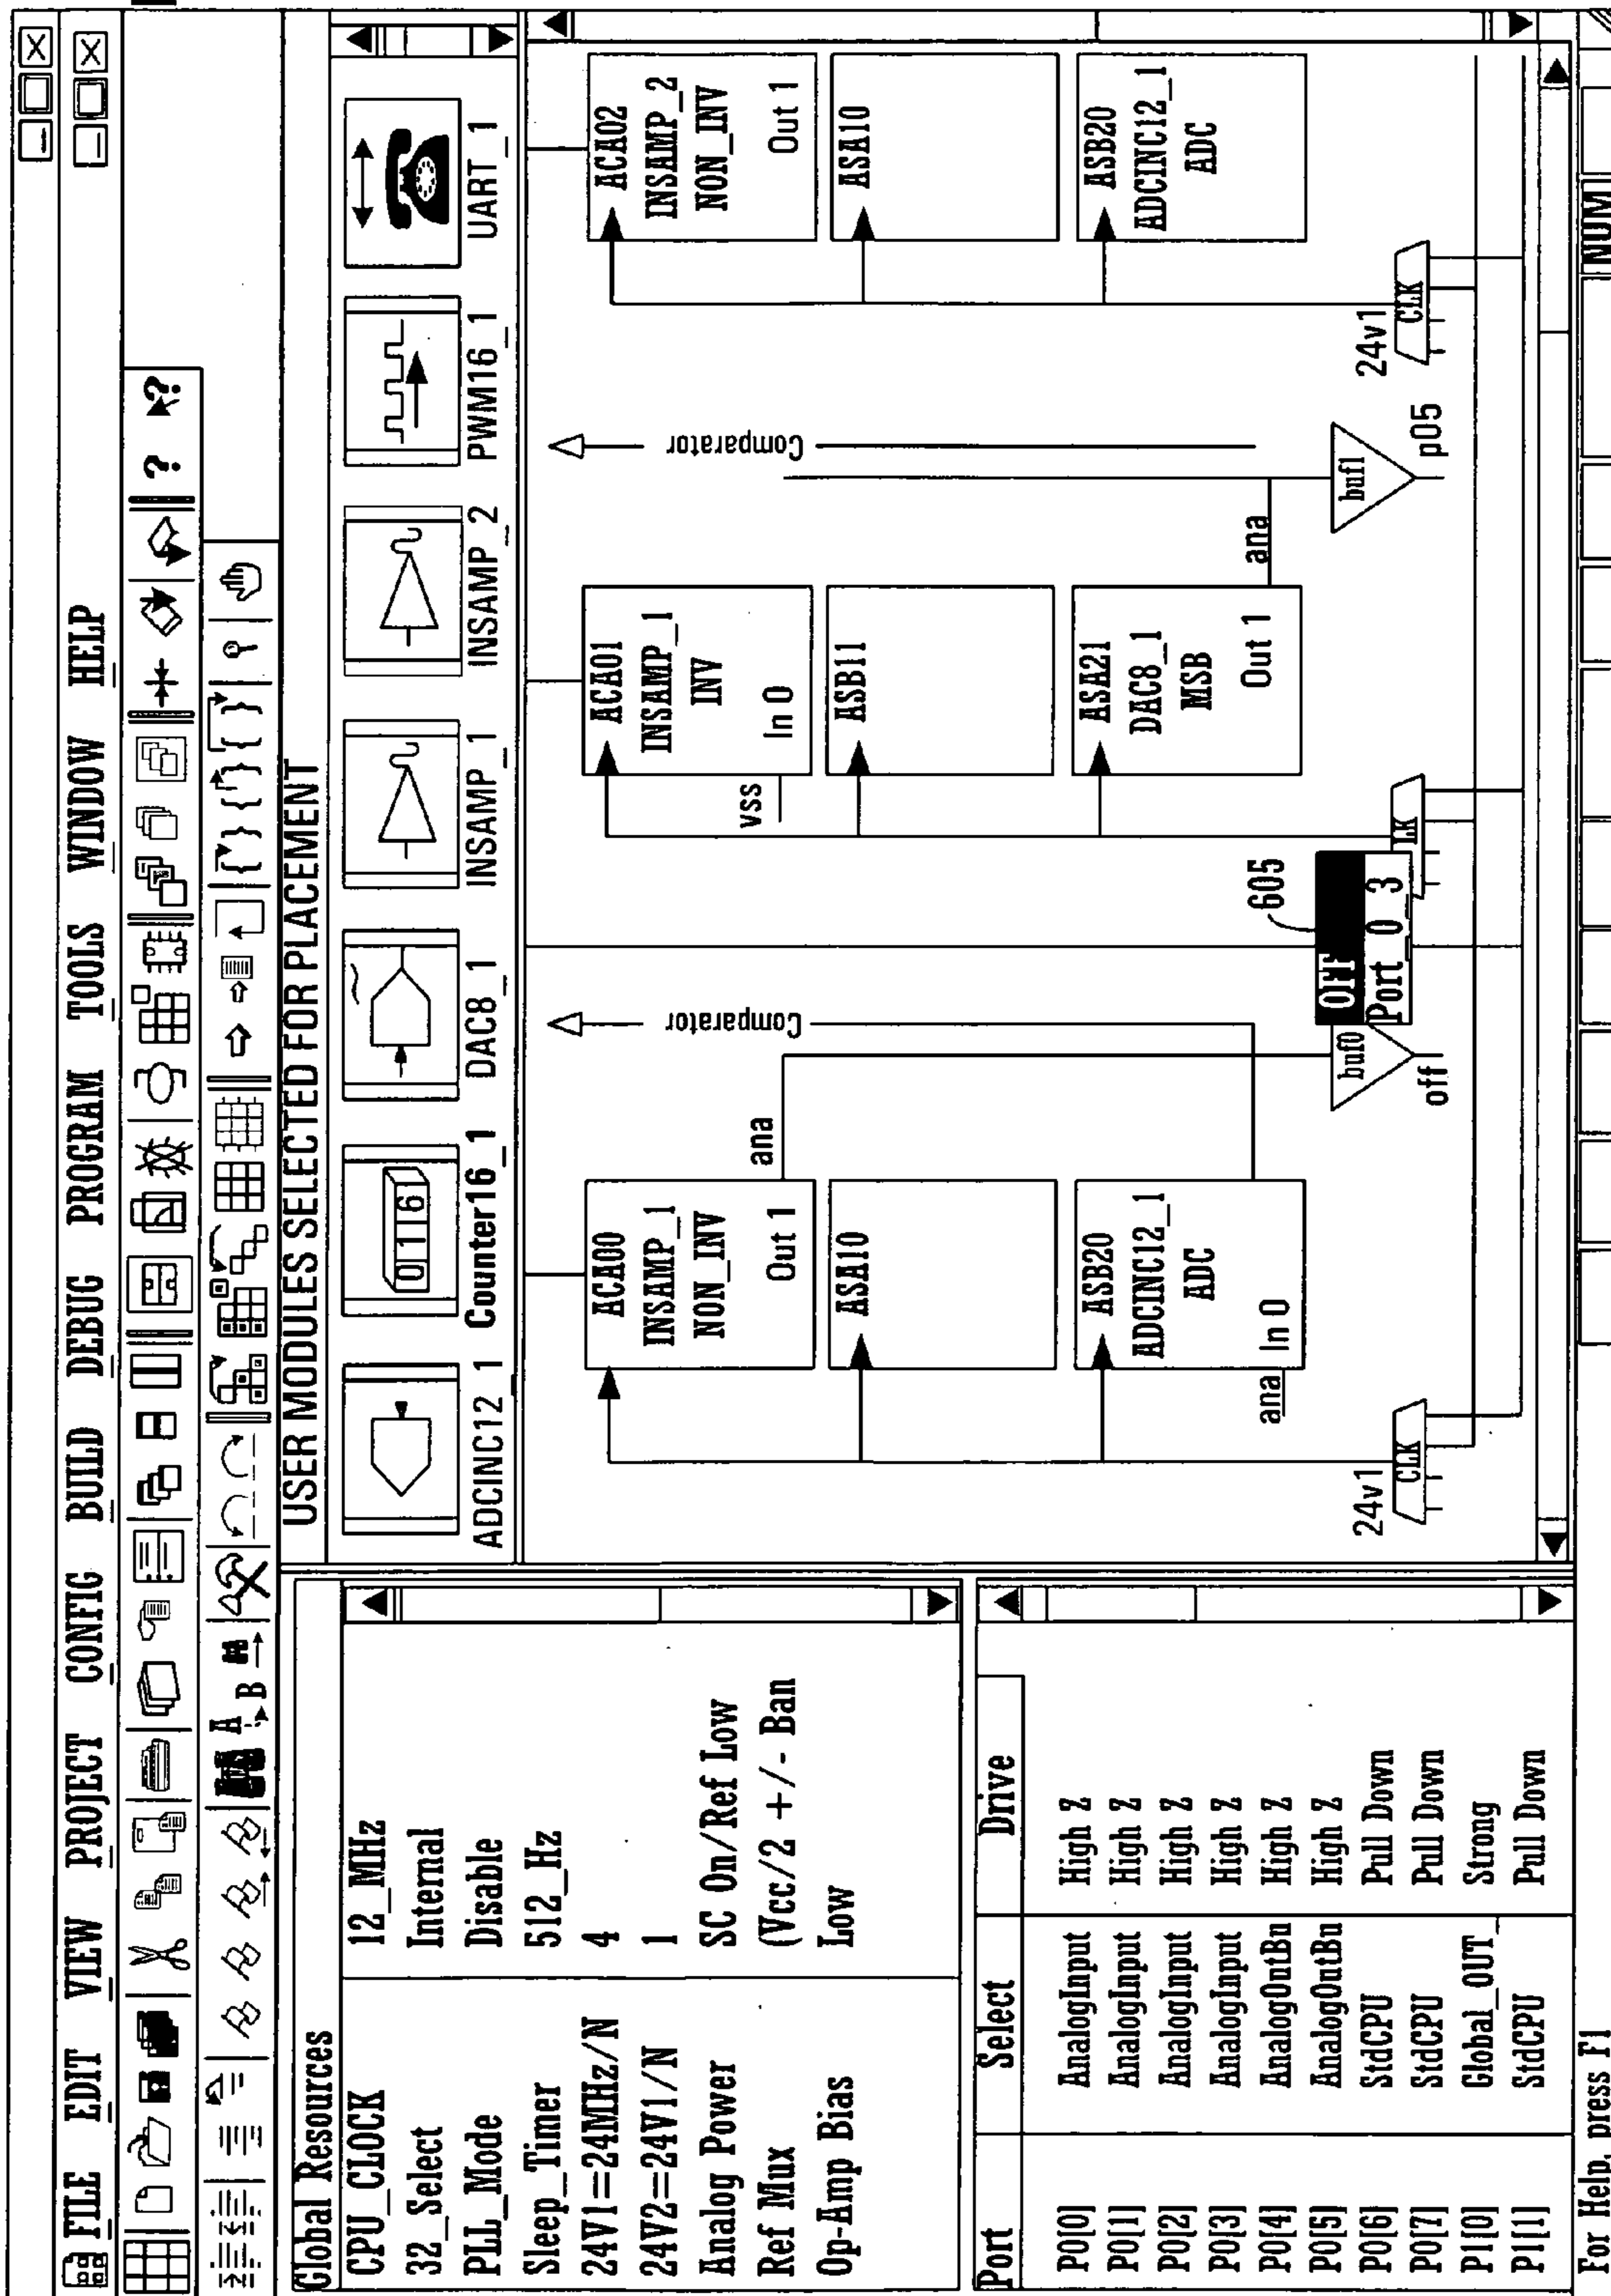 FILE EDIT VIEW PROJECT CONFIG BUILD DEBUG PROGRAM TOOLS WINDOW HELP
A
B
? ?
Global Resources
CPU_CLOCK 12_MHz
32_Select Internal
PLL_Mode Disable
Sleep_Timer 512_Hz
24V1=24MHz/N 4
24V2=24V1/N 1
Analog Power SC On/Ref Low
Ref Mux (Vcc/2 +/- Ban
Op-Amp Bias Low
Port Select Drive
P0[0] AnalogInput High Z
P0[1] AnalogInput High Z
P0[2] AnalogInput High Z
P0[3] AnalogInput High Z
P0[4] AnalogOutBu High Z
P0[5] AnalogOutBu High Z
P0[6] StdCPU Pull Down
P0[7] StdCPU Pull Down
P1[0] Global_OUT_ Strong
P1[1] StdCPU Pull Down
USER MODULES SELECTED FOR PLACEMENT
0116
ADCINC12_1 Counter16_1 DAC8_1 INSAMP_1 INSAMP_2 PWM16_1 UART_1
ACA00
INSAMP_1
NON_INV
Out 1
ana
ASA10
ASB20
ADCINC12_1
ADC
In 0
ana
24v1
CLK
Comparator
buf0
off
OFF
Port_0_3
605
ACA01
INSAMP_1
INV
In 0
vss
ASB11
ASA21
DAC8_1
MSB
Out 1
ana
LK
Comparator
buf1
p05
ACA02
INSAMP_2
NON_INV
Out 1
ASA10
ASB20
ADCINC12_1
ADC
24v1
CLK
For Help, press F1
NUM